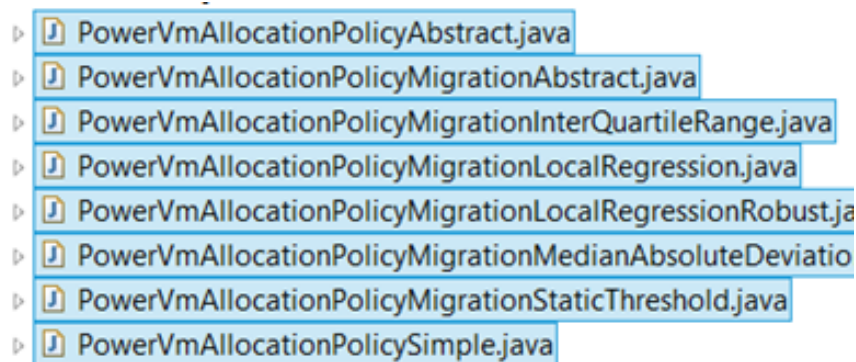 PowerVmAllocationPolicyAbstract.java
PowerVmAllocationPolicyMigrationAbstract.java
PowerVmAllocationPolicyMigrationInterQuartileRange.java
PowerVmAllocationPolicyMigrationLocalRegression.java
PowerVmAllocationPolicyMigrationLocalRegressionRobust.ja
PowerVmAllocationPolicyMigrationMedianAbsoluteDeviatio
PowerVmAllocationPolicyMigrationStaticThreshold.java
PowerVmAllocationPolicySimple.java